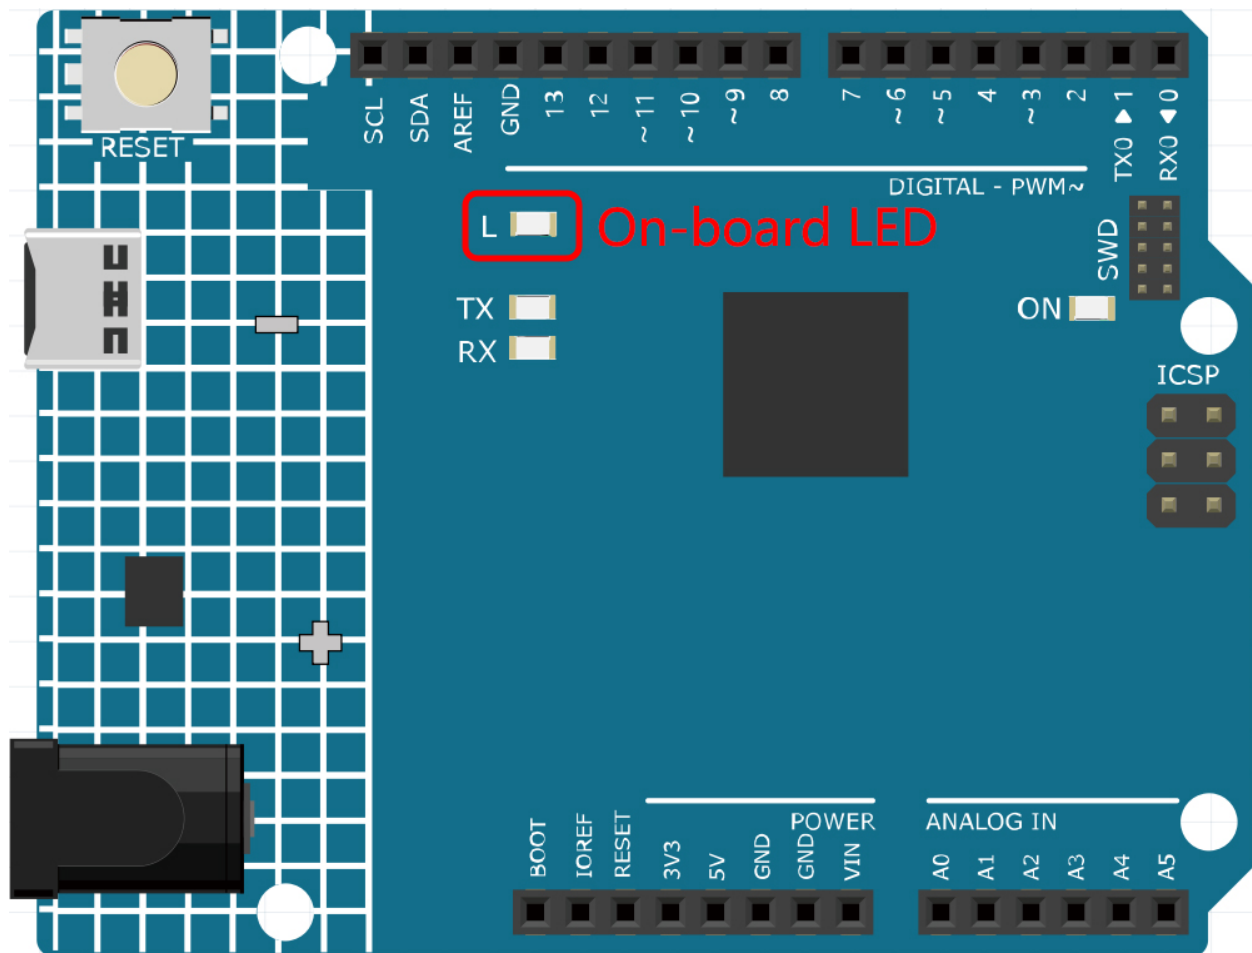 RESET
SCL
SDA
AREF
GND
13
12
~11
~10
~9
8
7
~6
~5
4
~3
2
TX0 ▶ 1
RX0 ◀ 0
DIGITAL - PWM~
L On-board LED
TX
RX
SWD
ON
ICSP
POWER
ANALOG IN
BOOT
IOREF
RESET
3V3
5V
GND
GND
VIN
A0
A1
A2
A3
A4
A5